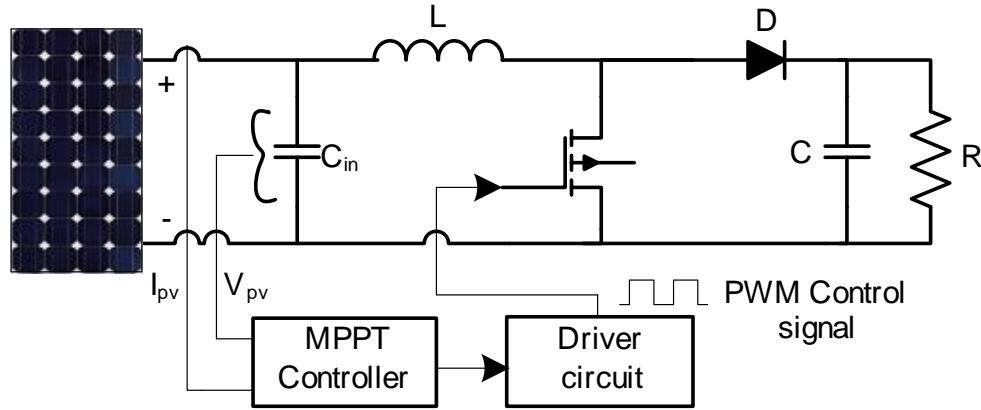 L
D
+
C_in
C
R
-
I_pv
V_pv
PWM Control
signal
MPPT
Controller
Driver
circuit